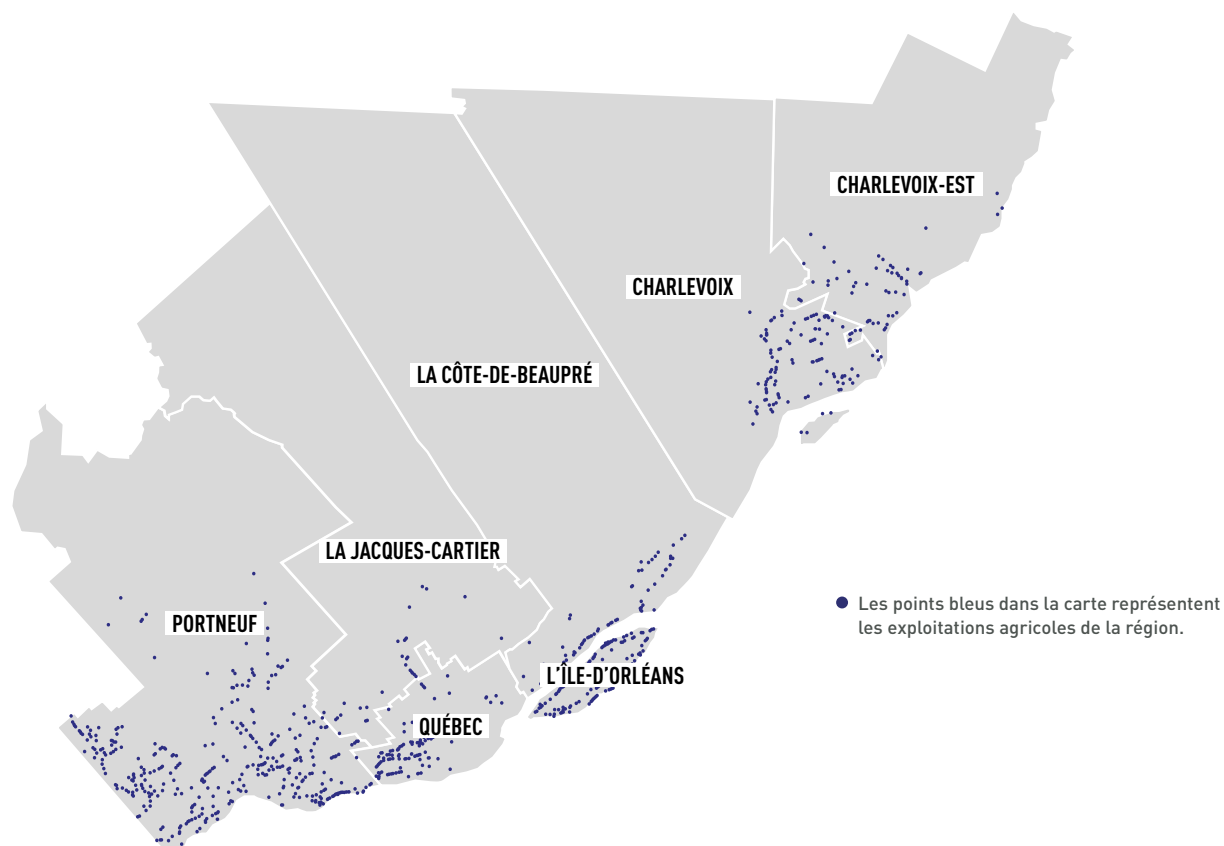 CHARLEVOIX-EST
CHARLEVOIX
LA CÔTE-DE-BEAUPRÉ
LA JACQUES-CARTIER
PORTNEUF
L'ÎLE-D'ORLÉANS
QUÉBEC
Les points bleus dans la carte représentent
les exploitations agricoles de la région.